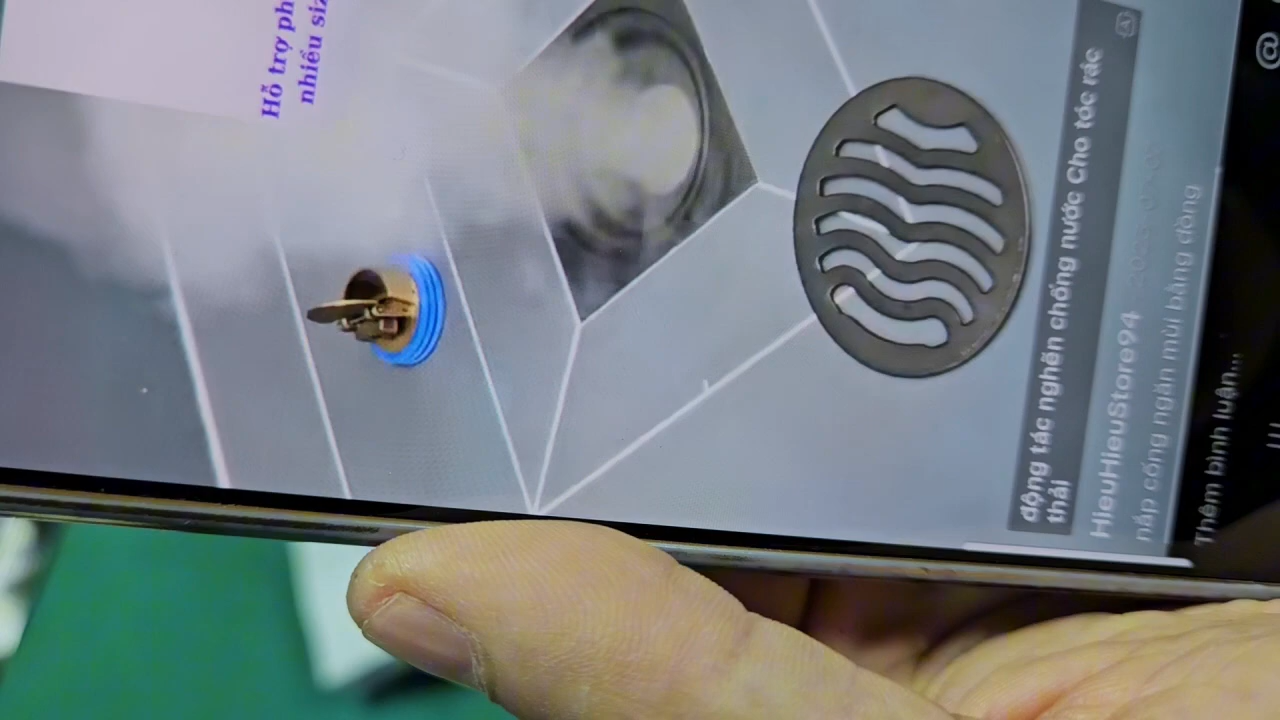 Hỗ trợ ph
nhiều siz
động tác nghẽn chống nước Cho tóc rác
thải
HieuHieuStore94
nắp cống ngăn mùi bằng đồng
Thêm bình luận...
@